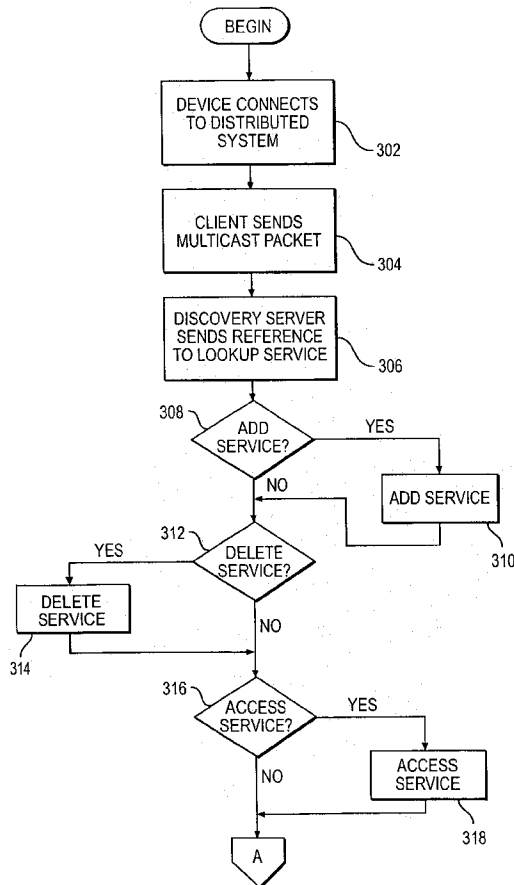 BEGIN
DEVICE CONNECTS
TO DISTRIBUTED
SYSTEM
302
CLIENT SENDS
MULTICAST PACKET
304
DISCOVERY SERVER
SENDS REFERENCE
TO LOOKUP SERVICE
306
308
ADD
SERVICE?
YES
NO
ADD SERVICE
310
312
DELETE
SERVICE?
YES
NO
DELETE
SERVICE
314
316
ACCESS
SERVICE?
YES
NO
ACCESS
SERVICE
318
A